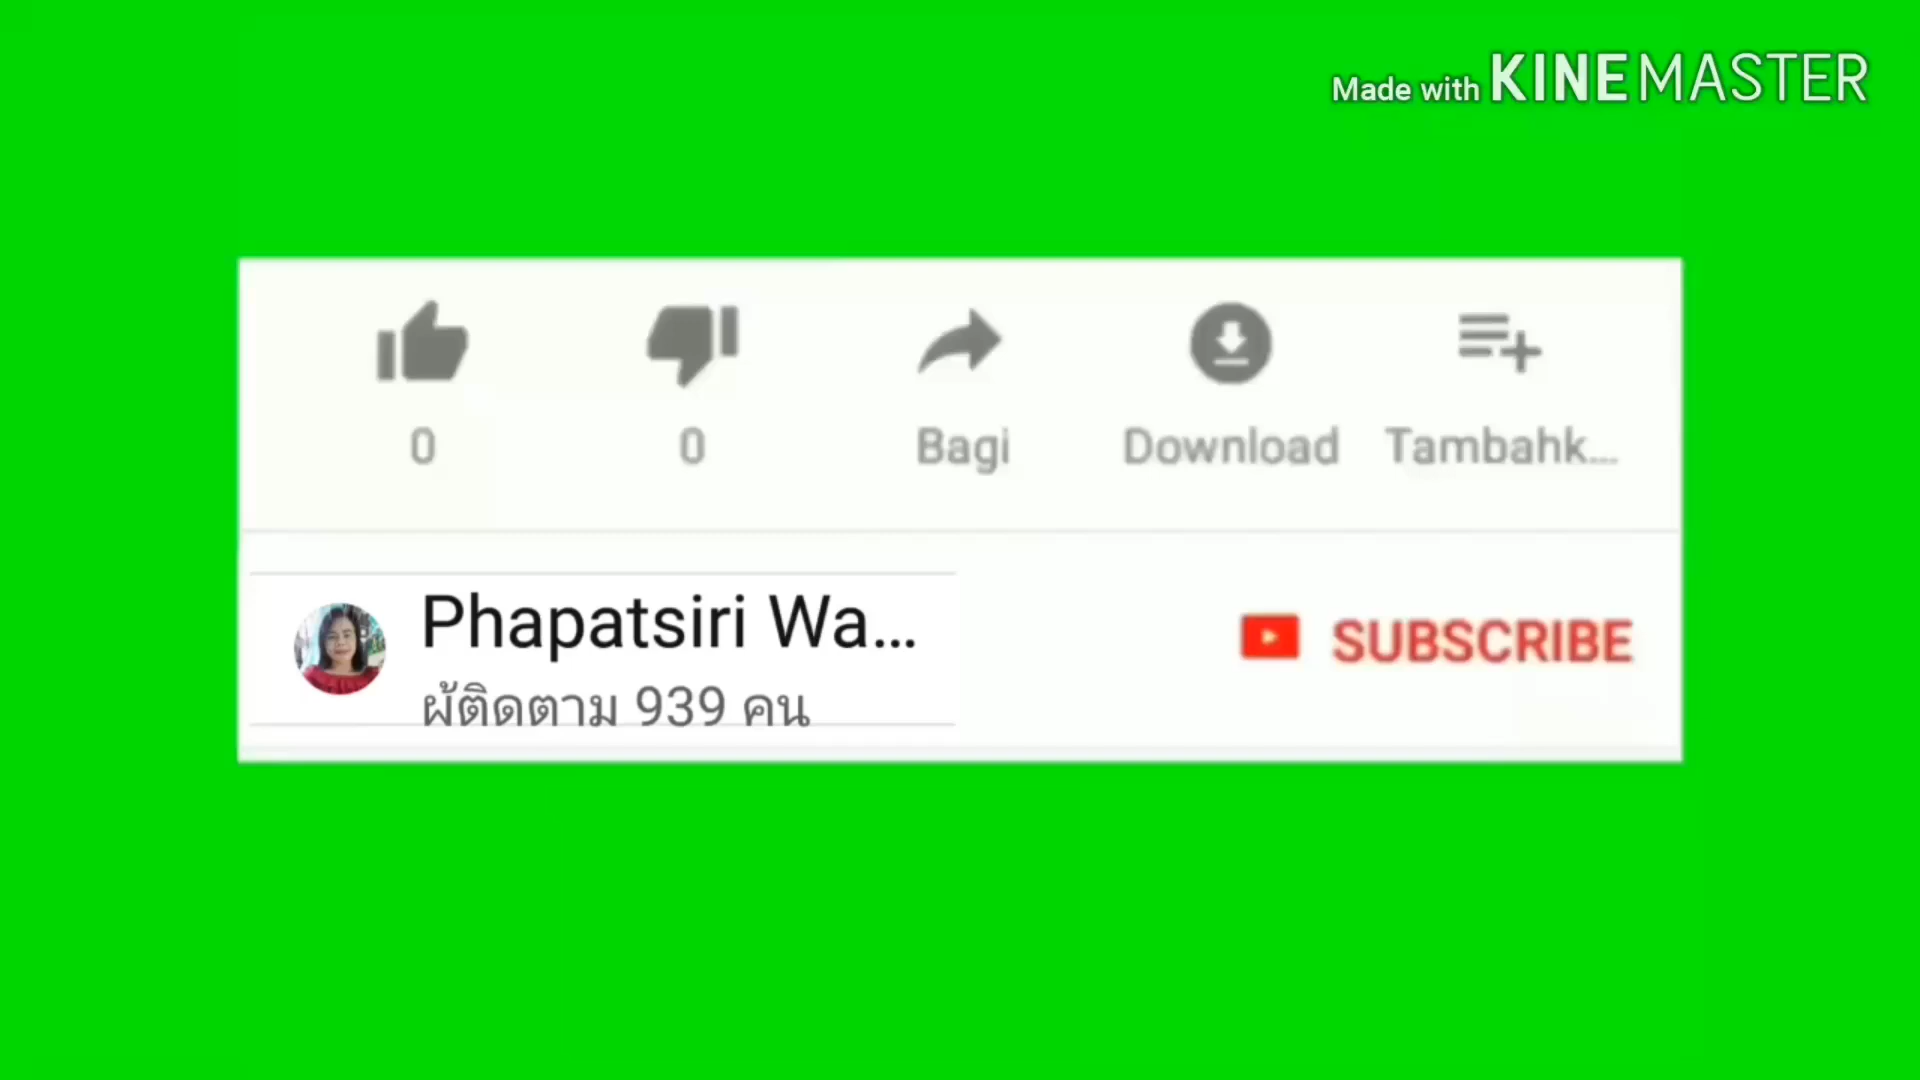 Made with KINEMASTER
0 0 Bagi Download Tambahk...
Phapatsiri Wa...
SUBSCRIBE
ผู้ติดตาม 939 คน